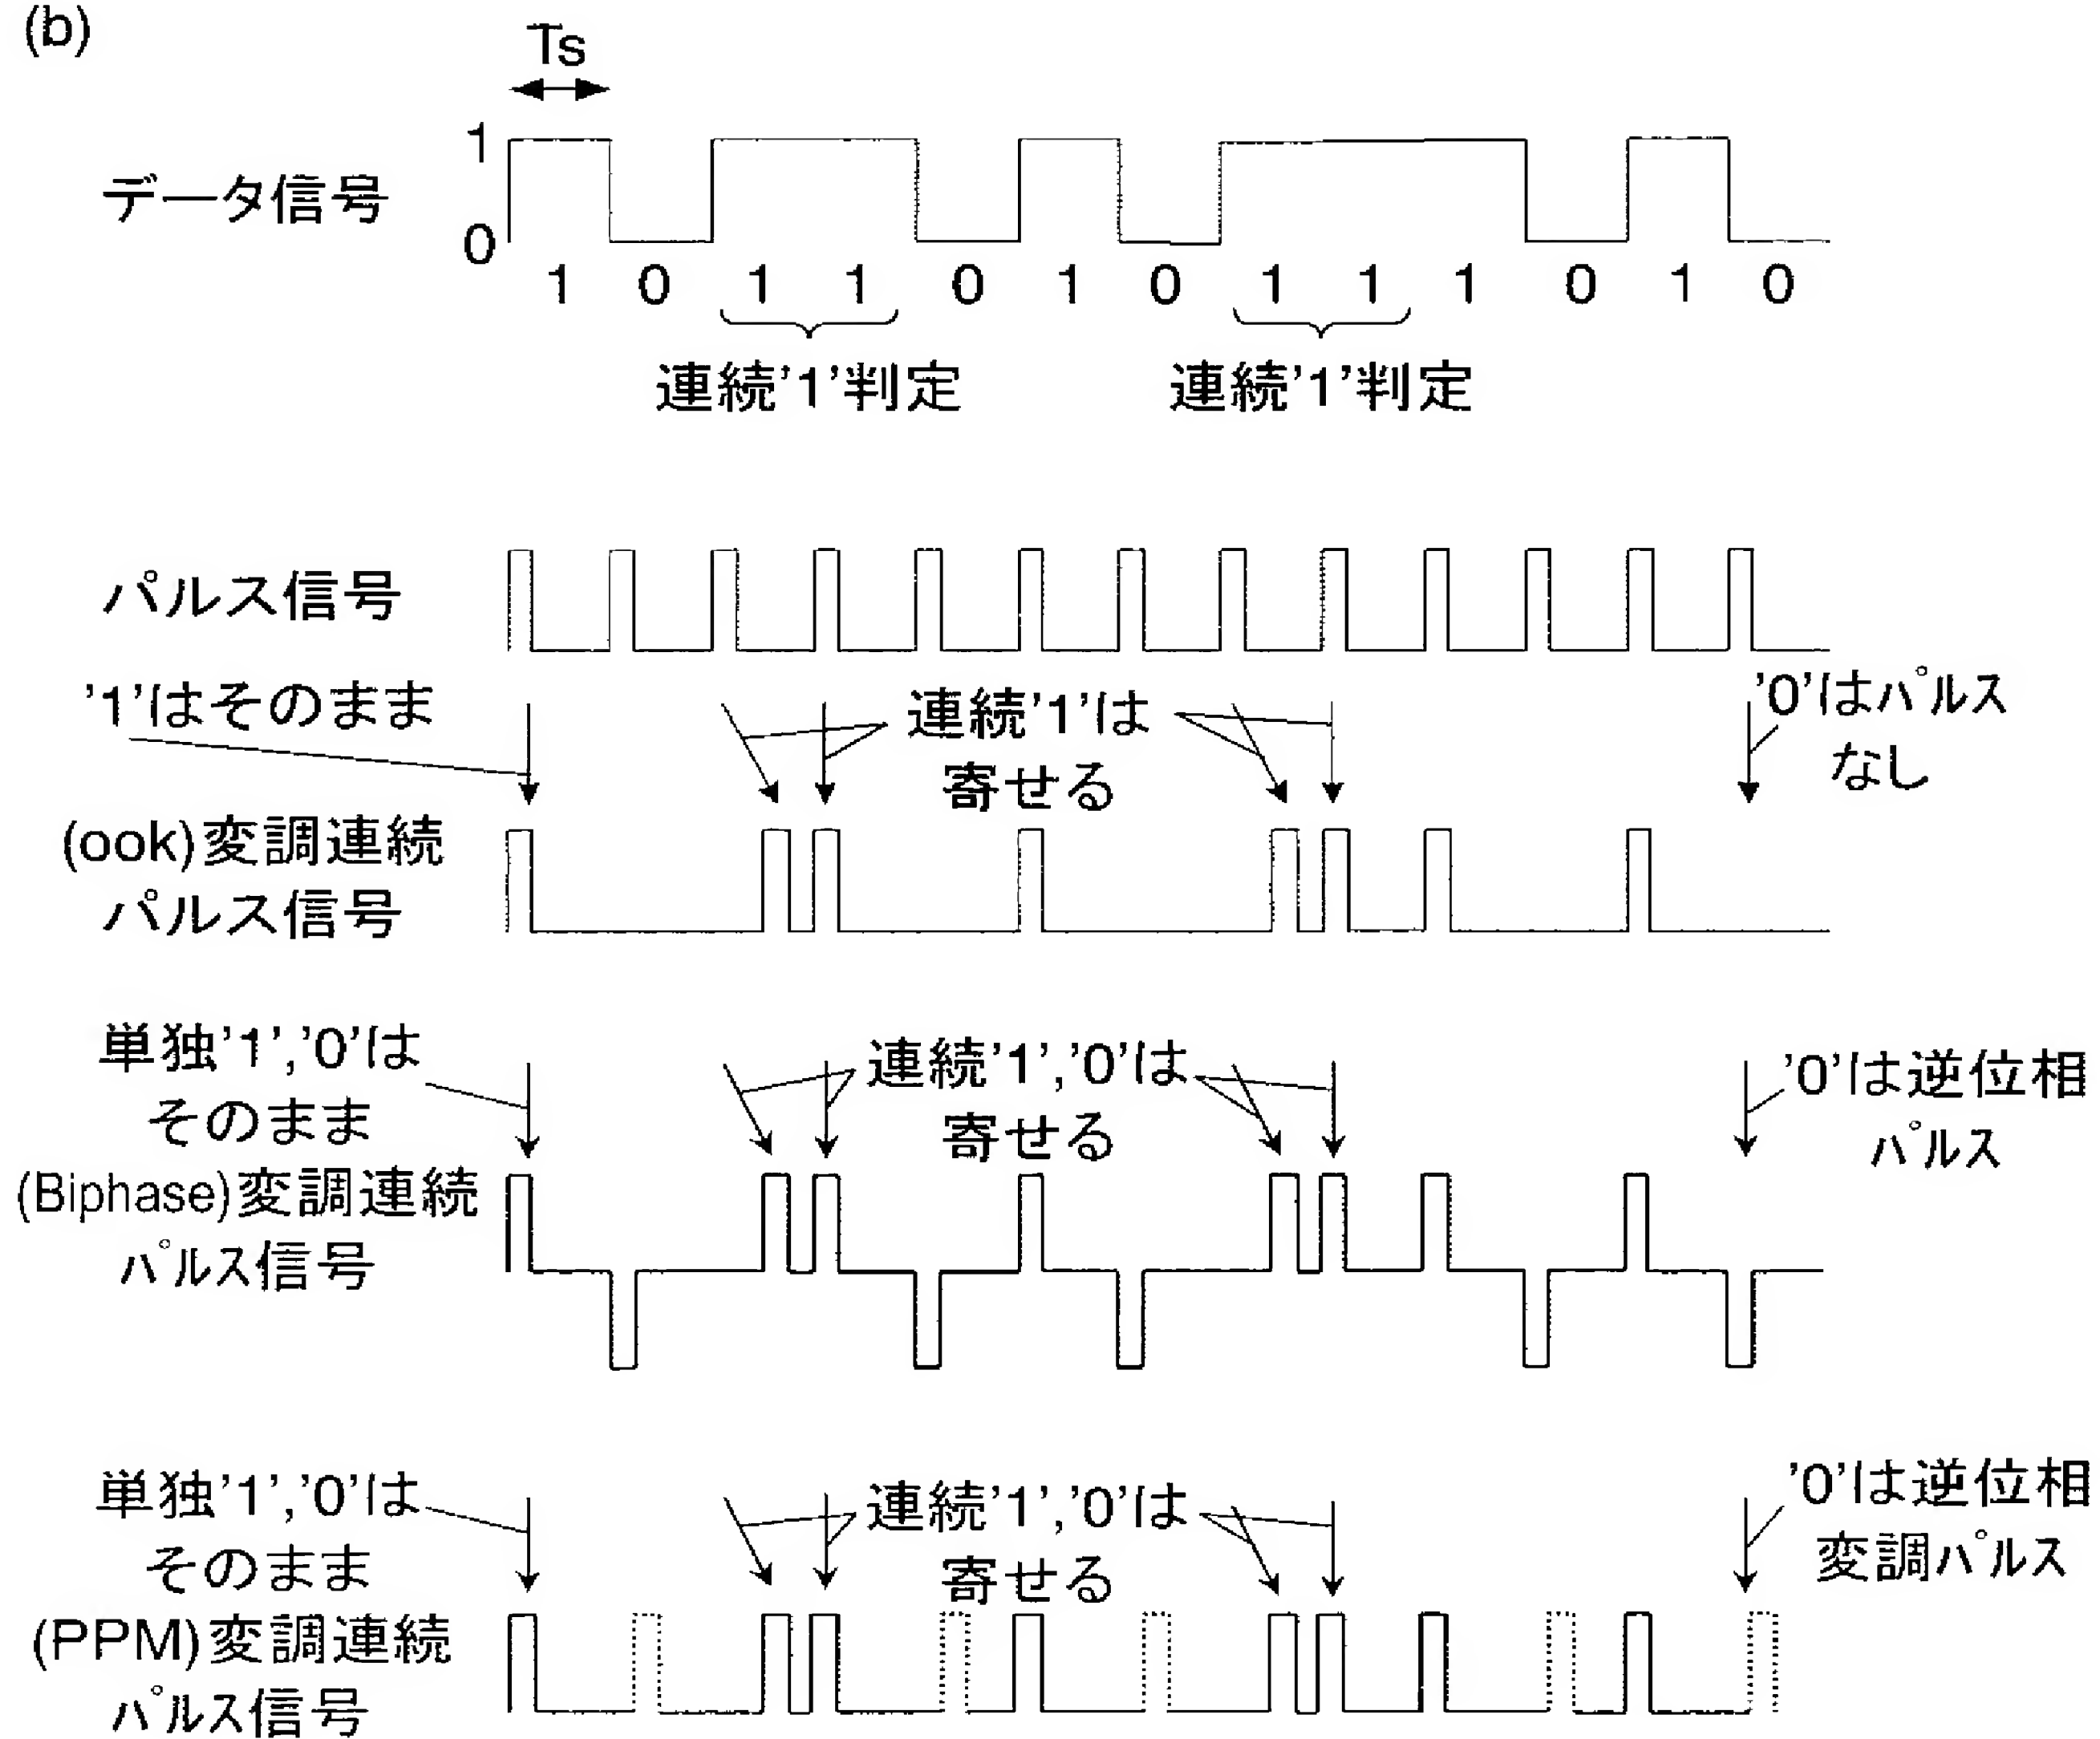 (b)
Ts
1
データ信号
0
1 0 1 1 0 1 0 1 1 1 0 1 0
連続'1'判定 連続'1'判定
パルス信号
'1'はそのまま
連続'1'は
寄せる
'0'はパルス
なし
(ook)変調連続
パルス信号
単独'1','0'は
そのまま
連続'1','0'は
寄せる
'0'は逆位相
パルス
(Biphase)変調連続
パルス信号
単独'1','0'は
そのまま
連続'1','0'は
寄せる
'0'は逆位相
変調パルス
(PPM)変調連続
パルス信号